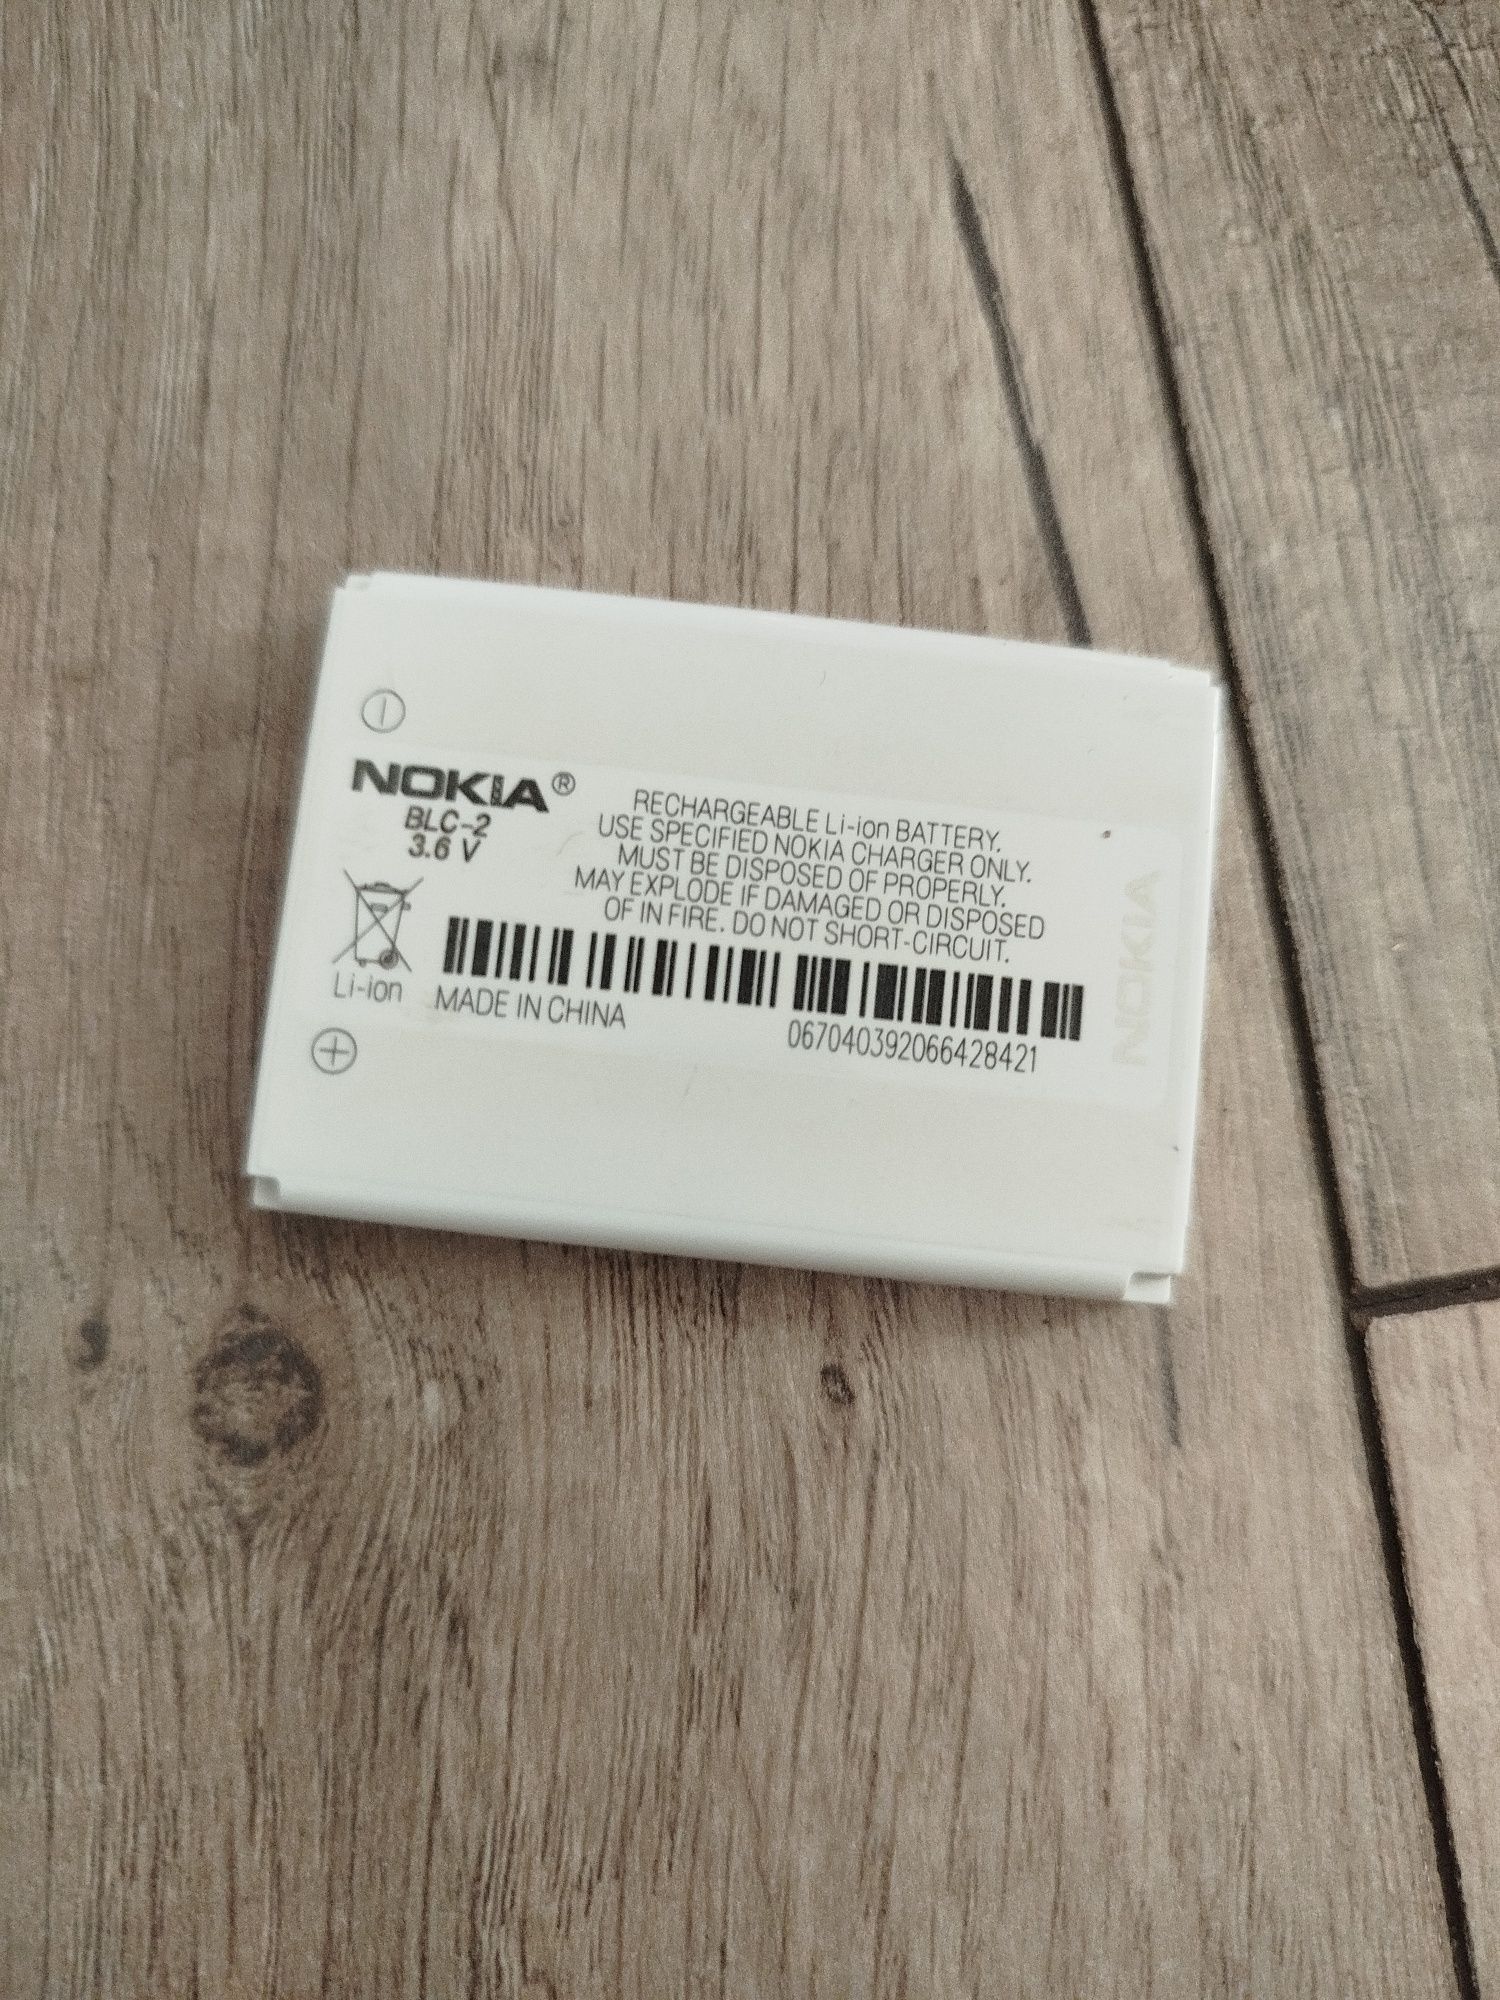 NOKIA®
BLC-2
3.6 V
Li-ion
RECHARGEABLE Li-ion BATTERY.
USE SPECIFIED NOKIA CHARGER ONLY.
MUST BE DISPOSED OF PROPERLY.
MAY EXPLODE IF DAMAGED OR DISPOSED
OF IN FIRE. DO NOT SHORT-CIRCUIT.
MADE IN CHINA
067040392066428421
NOKIA